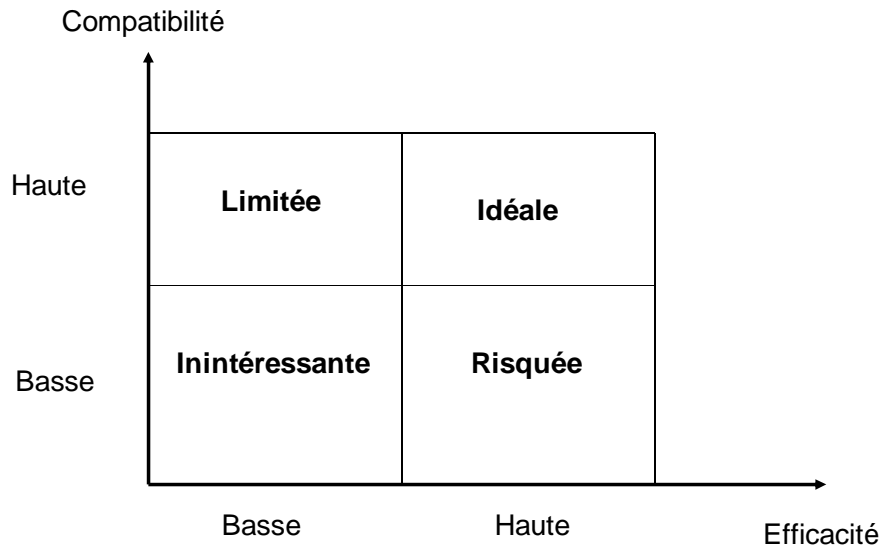 Compatibilité
Haute
Limitée
Idéale
Basse
Inintéressante
Risquée
Basse
Haute
Efficacité